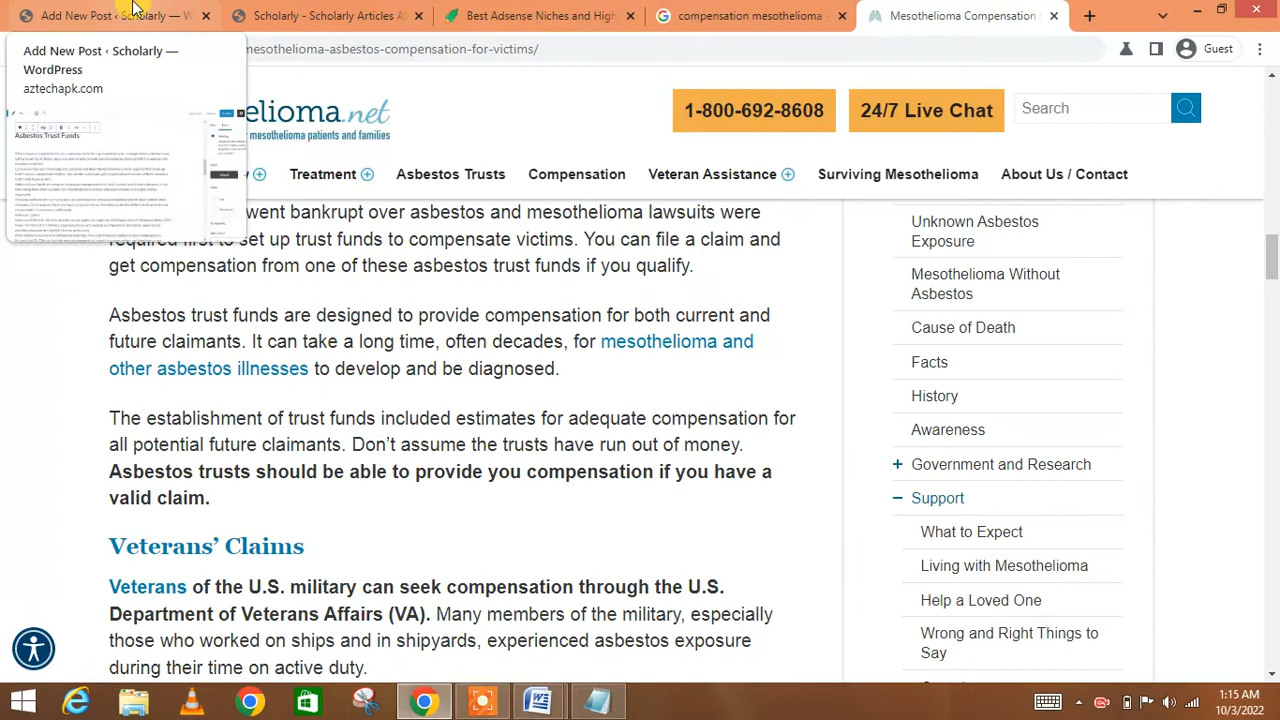 Add New Post ‹ Scholarly — W
Scholarly - Scholarly Articles A
Best Adsense Niches and High
compensation mesothelioma -
Mesothelioma Compensation
Add New Post ‹ Scholarly —
WordPress
aztechapk.com
Asbestos Trust Funds
mesothelioma-asbestos-compensation-for-victims/
Guest
elioma.net
or mesothelioma patients and families
1-800-692-8608
24/7 Live Chat
Search
Treatment
Asbestos Trusts
Compensation
Veteran Assistance
Surviving Mesothelioma
About Us / Contact
went bankrupt over asbestos and mesothelioma lawsuits were
required first to set up trust funds to compensate victims. You can file a claim and
get compensation from one of these asbestos trust funds if you qualify.
Asbestos trust funds are designed to provide compensation for both current and
future claimants. It can take a long time, often decades, for mesothelioma and
other asbestos illnesses to develop and be diagnosed.
The establishment of trust funds included estimates for adequate compensation for
all potential future claimants. Don't assume the trusts have run out of money.
Asbestos trusts should be able to provide you compensation if you have a
valid claim.
Veterans' Claims
Veterans of the U.S. military can seek compensation through the U.S.
Department of Veterans Affairs (VA). Many members of the military, especially
those who worked on ships and in shipyards, experienced asbestos exposure
during their time on active duty.
Unknown Asbestos
Exposure
Mesothelioma Without
Asbestos
Cause of Death
Facts
History
Awareness
Government and Research
Support
What to Expect
Living with Mesothelioma
Help a Loved One
Wrong and Right Things to
Say
1:15 AM
10/3/2022